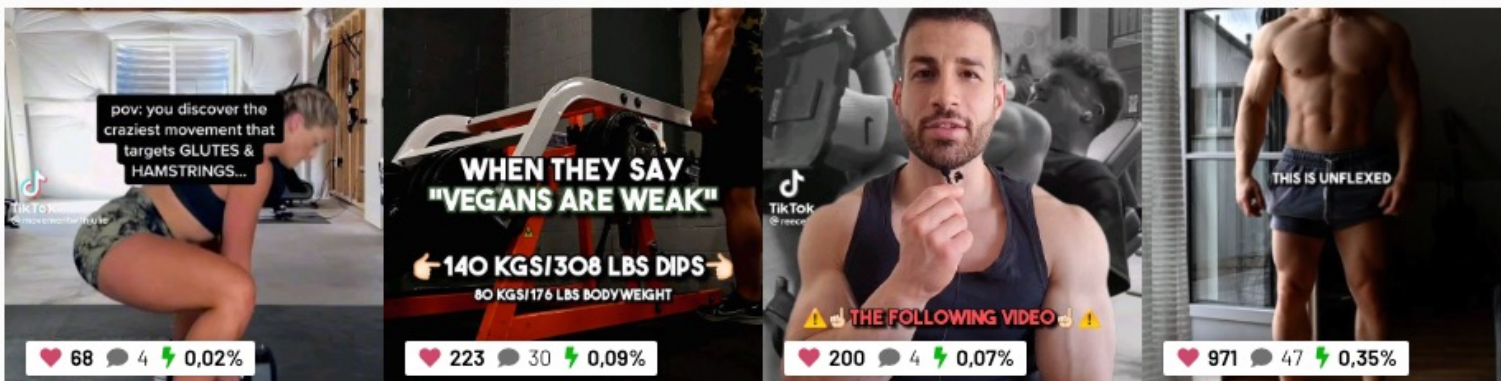 pov: you discover the
craziest movement that
targets GLUTES &
HAMSTRINGS...
TikTok
68 4 0,02%
WHEN THEY SAY
"VEGANS ARE WEAK"
👉140 KGS/308 LBS DIPS👈
80 KGS/176 LBS BODYWEIGHT
223 30 0,09%
TikTok
@reece
⚠️☝🏻THE FOLLOWING VIDEO☝🏻⚠️
200 4 0,07%
THIS IS UNFLEXED
971 47 0,35%